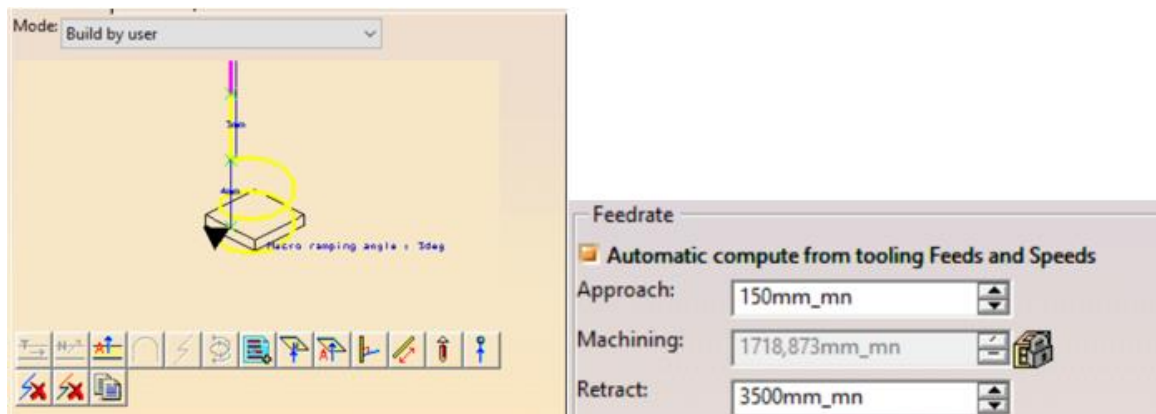 Mode: Build by user
Macro ramping angle : 3deg
Feedrate
Automatic compute from tooling Feeds and Speeds
Approach: 150mm_mn
Machining: 1718,873mm_mn
Retract: 3500mm_mn